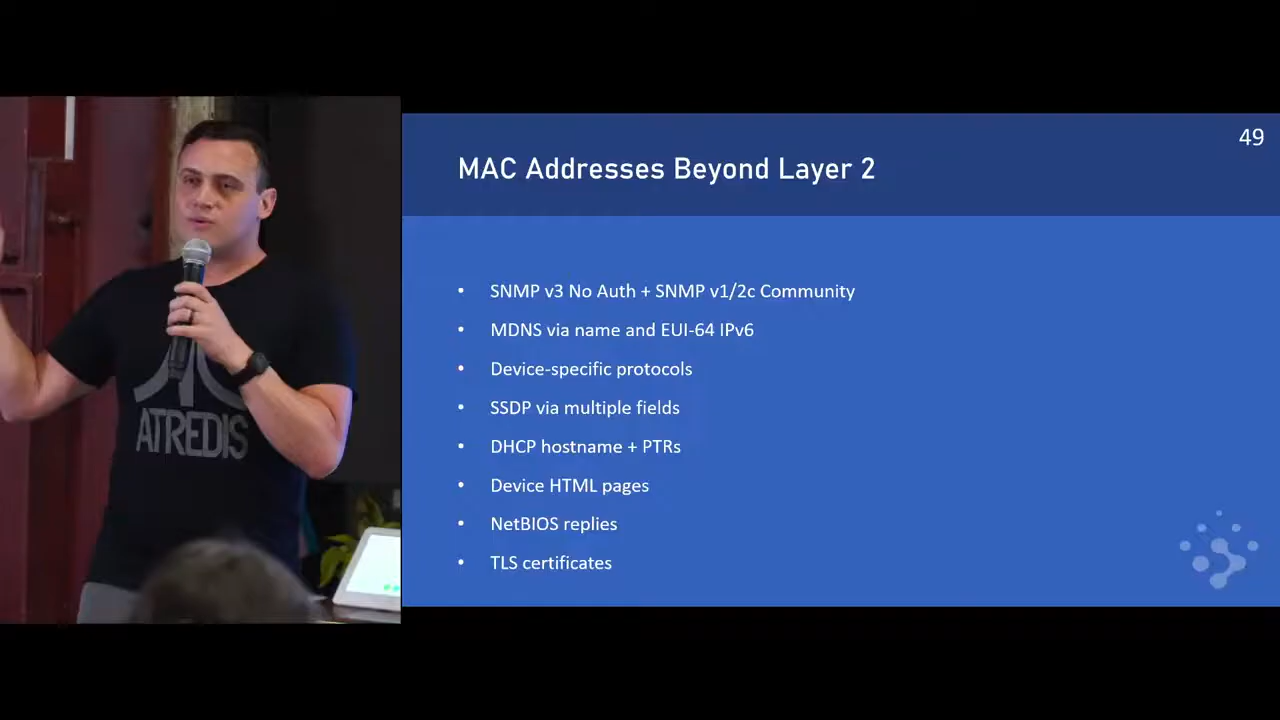 49
MAC Addresses Beyond Layer 2
• SNMP v3 No Auth + SNMP v1/2c Community
• MDNS via name and EUI-64 IPv6
• Device-specific protocols
• SSDP via multiple fields
• DHCP hostname + PTRs
• Device HTML pages
• NetBIOS replies
• TLS certificates
ATREDIS